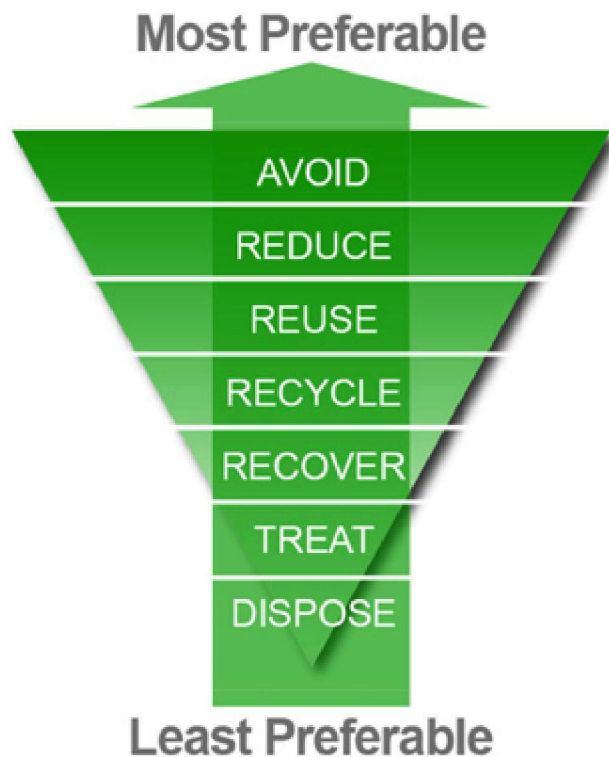 Most Preferable
AVOID
REDUCE
REUSE
RECYCLE
RECOVER
TREAT
DISPOSE
Least Preferable